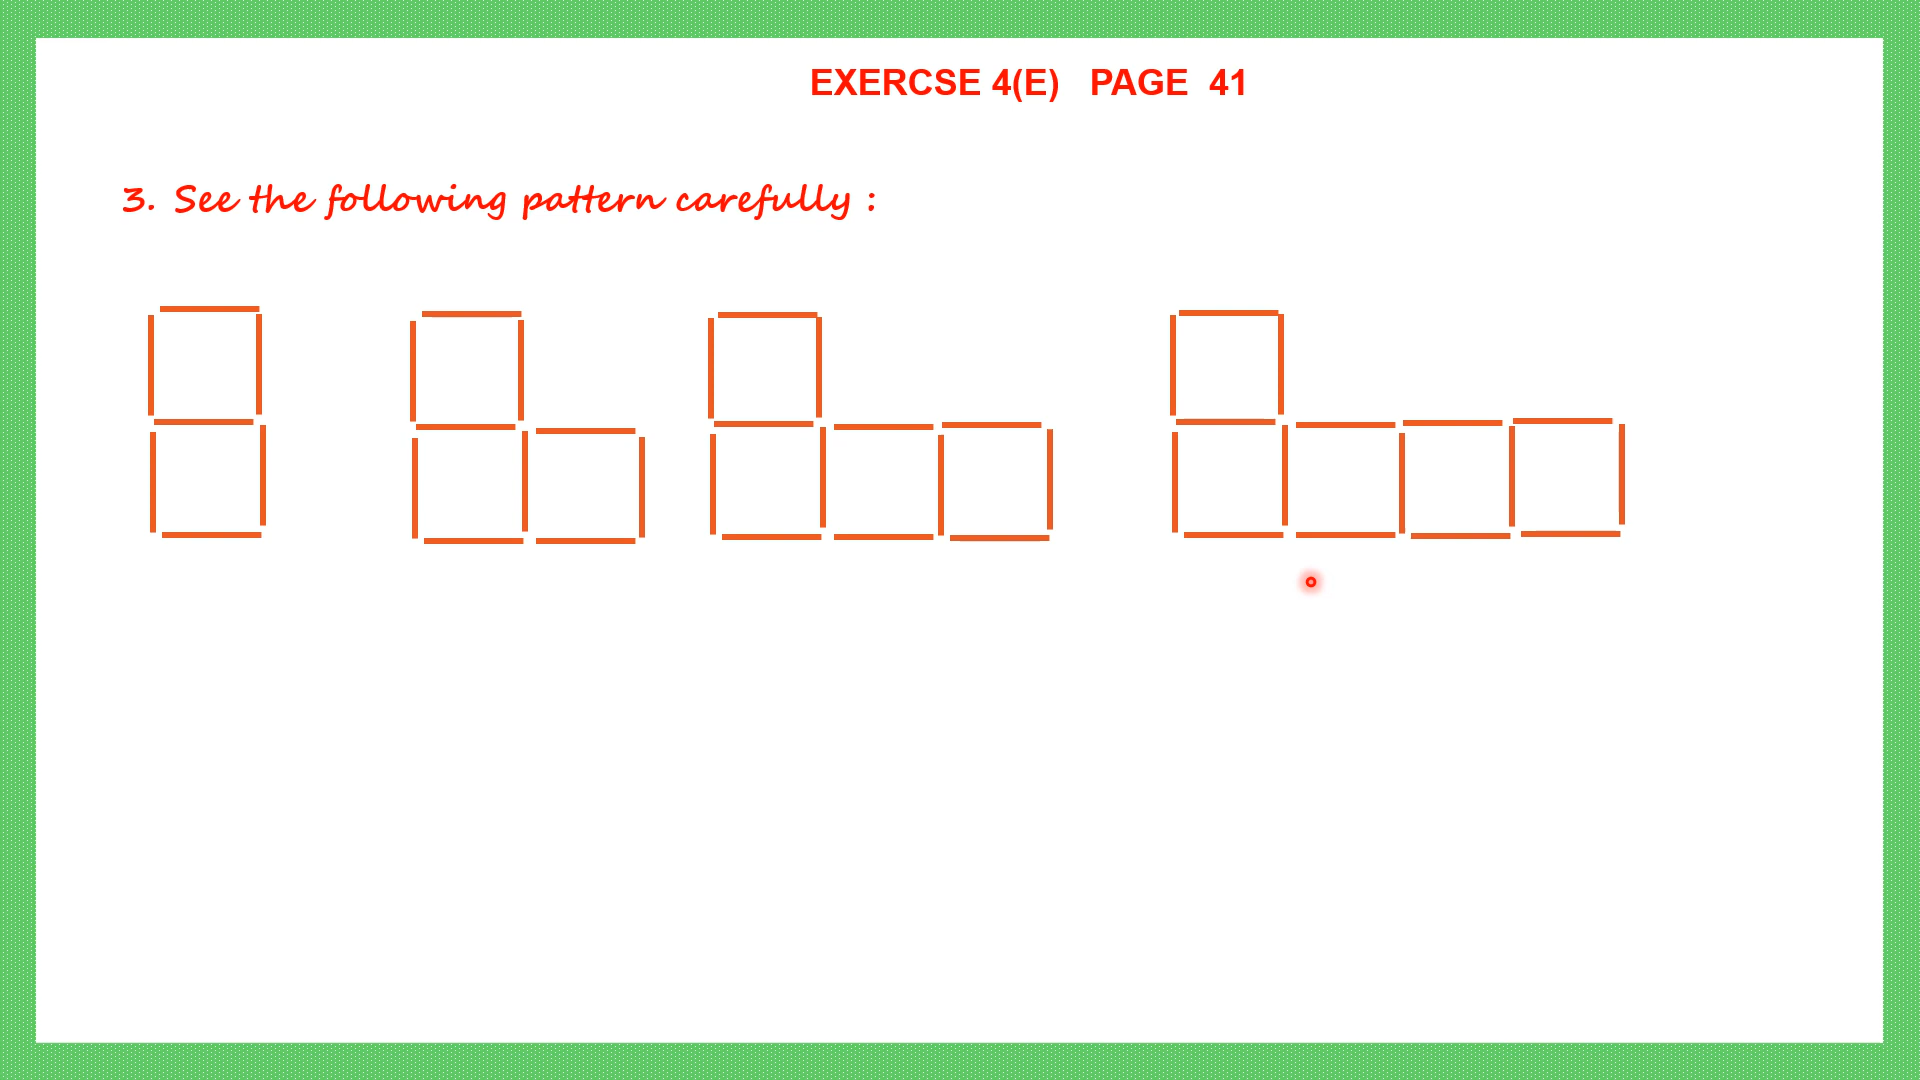 EXERCSE 4(E) PAGE 41
3. See the following pattern carefully :